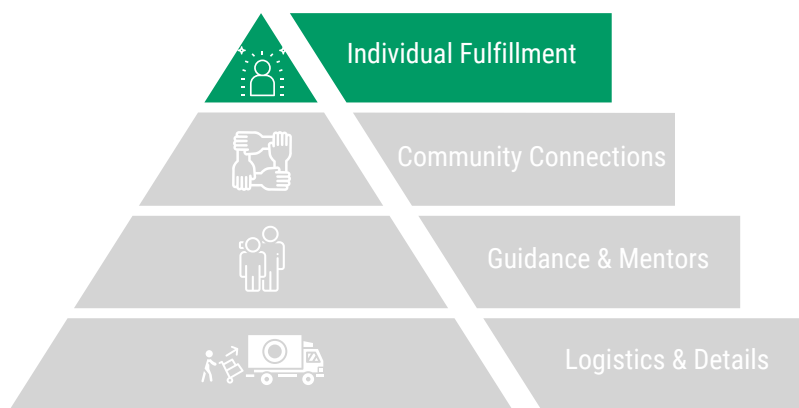 Individual Fulfillment
Community Connections
Guidance & Mentors
Logistics & Details